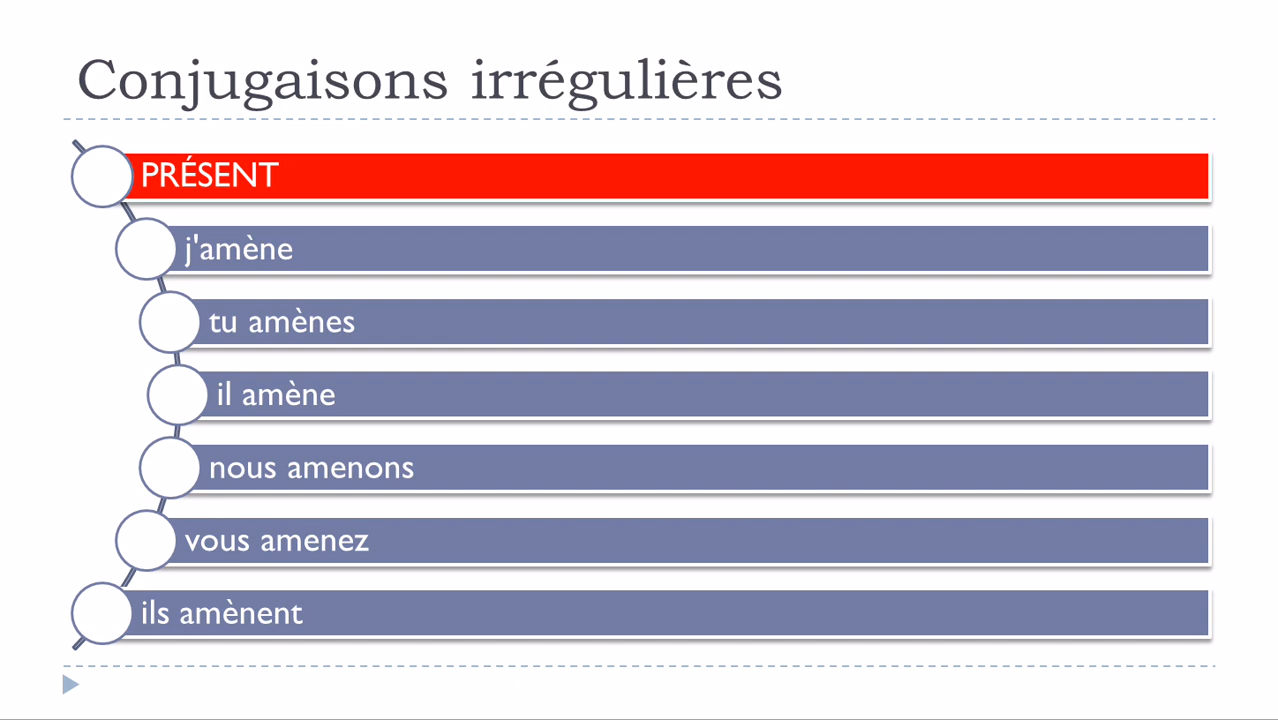 Conjugaisons irrégulières
PRÉSENT
j'amène
tu amènes
il amène
nous amenons
vous amenez
ils amènent